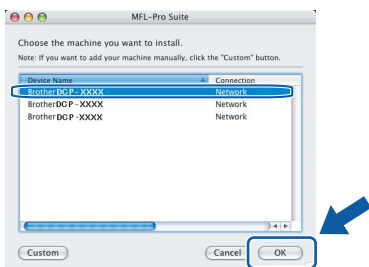 MFL-Pro Suite
Choose the machine you want to install.
Note: If you want to add your machine manually, click the "Custom" button.
Device Name Connection
Brother DCP-XXXX Network
Brother DCP-XXXX Network
Brother DCP-XXXX Network
Custom Cancel OK